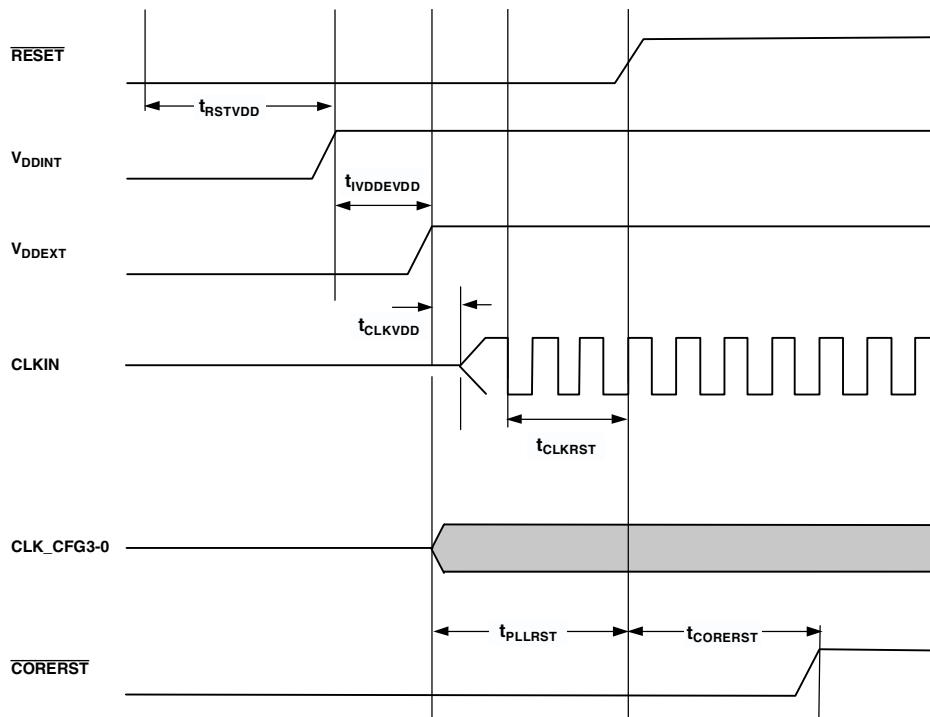 RESET
tRSTVDD
VDDINT
tIVDDEVDD
VDDEXT
tCLKVDD
CLKIN
tCLKRST
CLK_CFG3-0
tPLLRST
tCORERST
CORERST